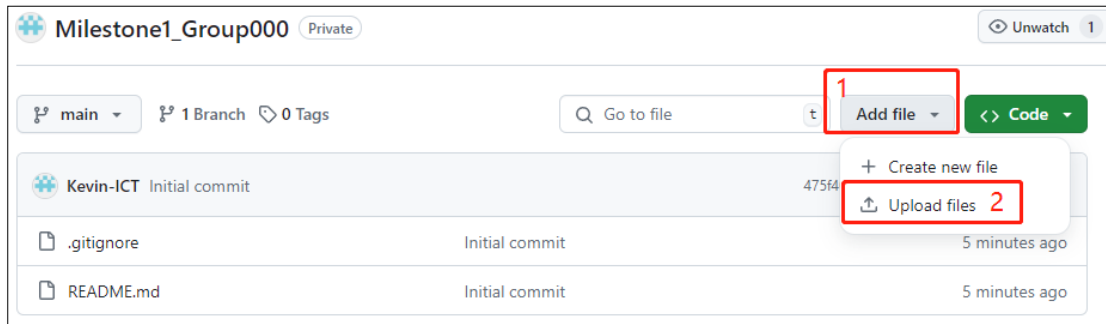 Milestone1_Group000 Private Unwatch 1
1
main 1 Branch 0 Tags Go to file t Add file <> Code
Create new file
Kevin-ICT Initial commit 475f4
Upload files 2
.gitignore Initial commit 5 minutes ago
README.md Initial commit 5 minutes ago